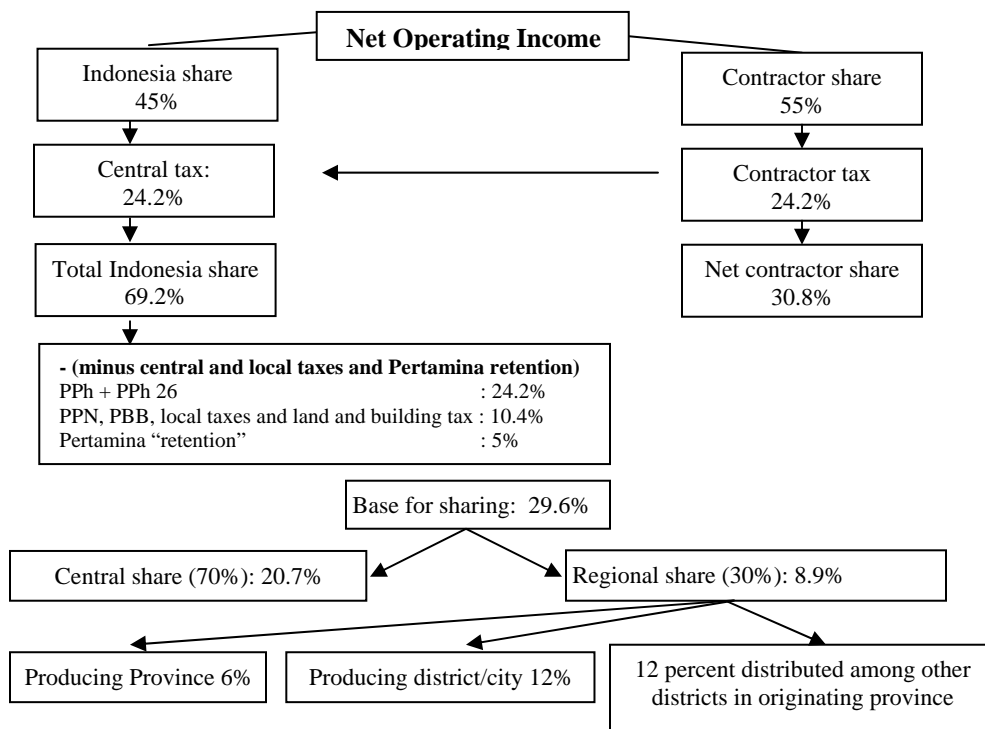 Net Operating Income
Indonesia share
45%
Contractor share
55%
Central tax:
24.2%
Contractor tax
24.2%
Total Indonesia share
69.2%
Net contractor share
30.8%
- (minus central and local taxes and Pertamina retention)
PPh + PPh 26 : 24.2%
PPN, PBB, local taxes and land and building tax : 10.4%
Pertamina “retention” : 5%
Base for sharing: 29.6%
Central share (70%): 20.7%
Regional share (30%): 8.9%
Producing Province 6%
Producing district/city 12%
12 percent distributed among other
districts in originating province